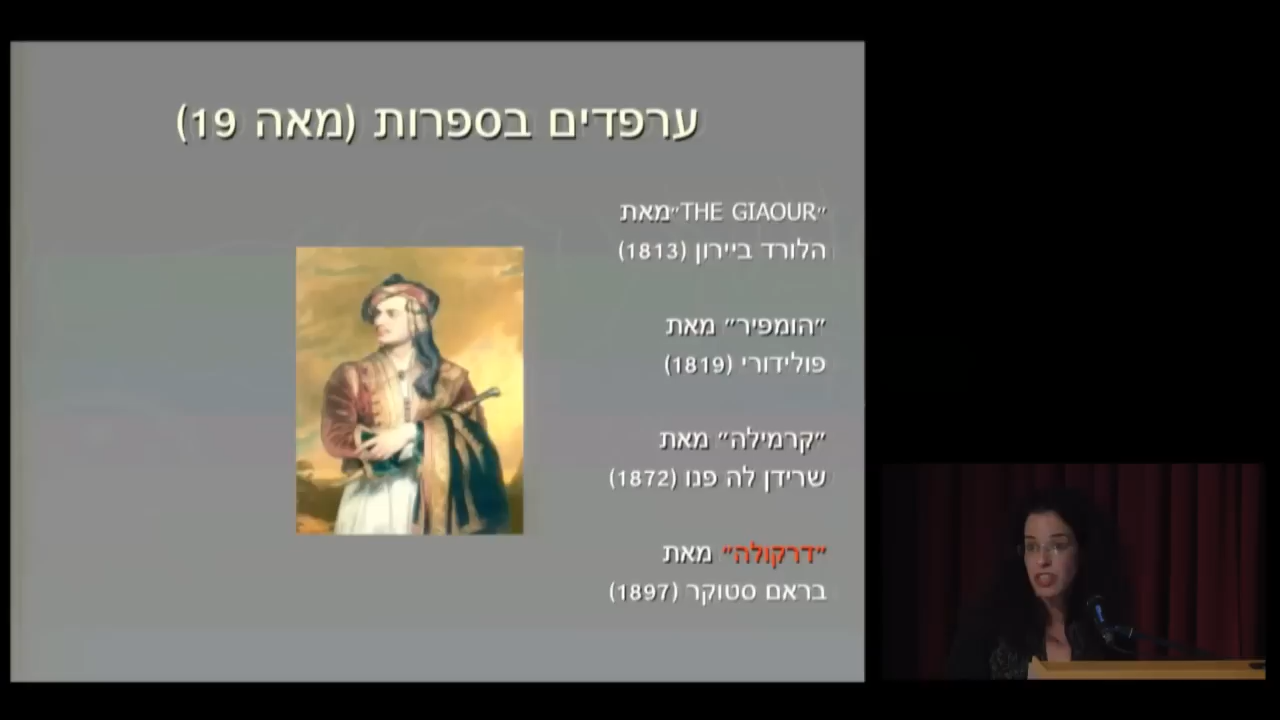 ערפדים בספרות (מאה 19)
"THE GIAOUR"מאת
הלורד ביירון (1813)
"הומפיר" מאת
פולידורי (1819)
"קרמילה" מאת
שרידן לה פנו (1872)
"דרקולה" מאת
בראם סטוקר (1897)